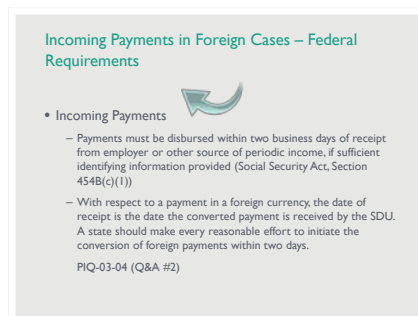 Incoming Payments in Foreign Cases – Federal
Requirements
• Incoming Payments
– Payments must be disbursed within two business days of receipt
from employer or other source of periodic income, if sufficient
identifying information provided (Social Security Act, Section
454B(c)(1))
– With respect to a payment in a foreign currency, the date of
receipt is the date the converted payment is received by the SDU.
A state should make every reasonable effort to initiate the
conversion of foreign payments within two days.
PIQ-03-04 (Q&A #2)